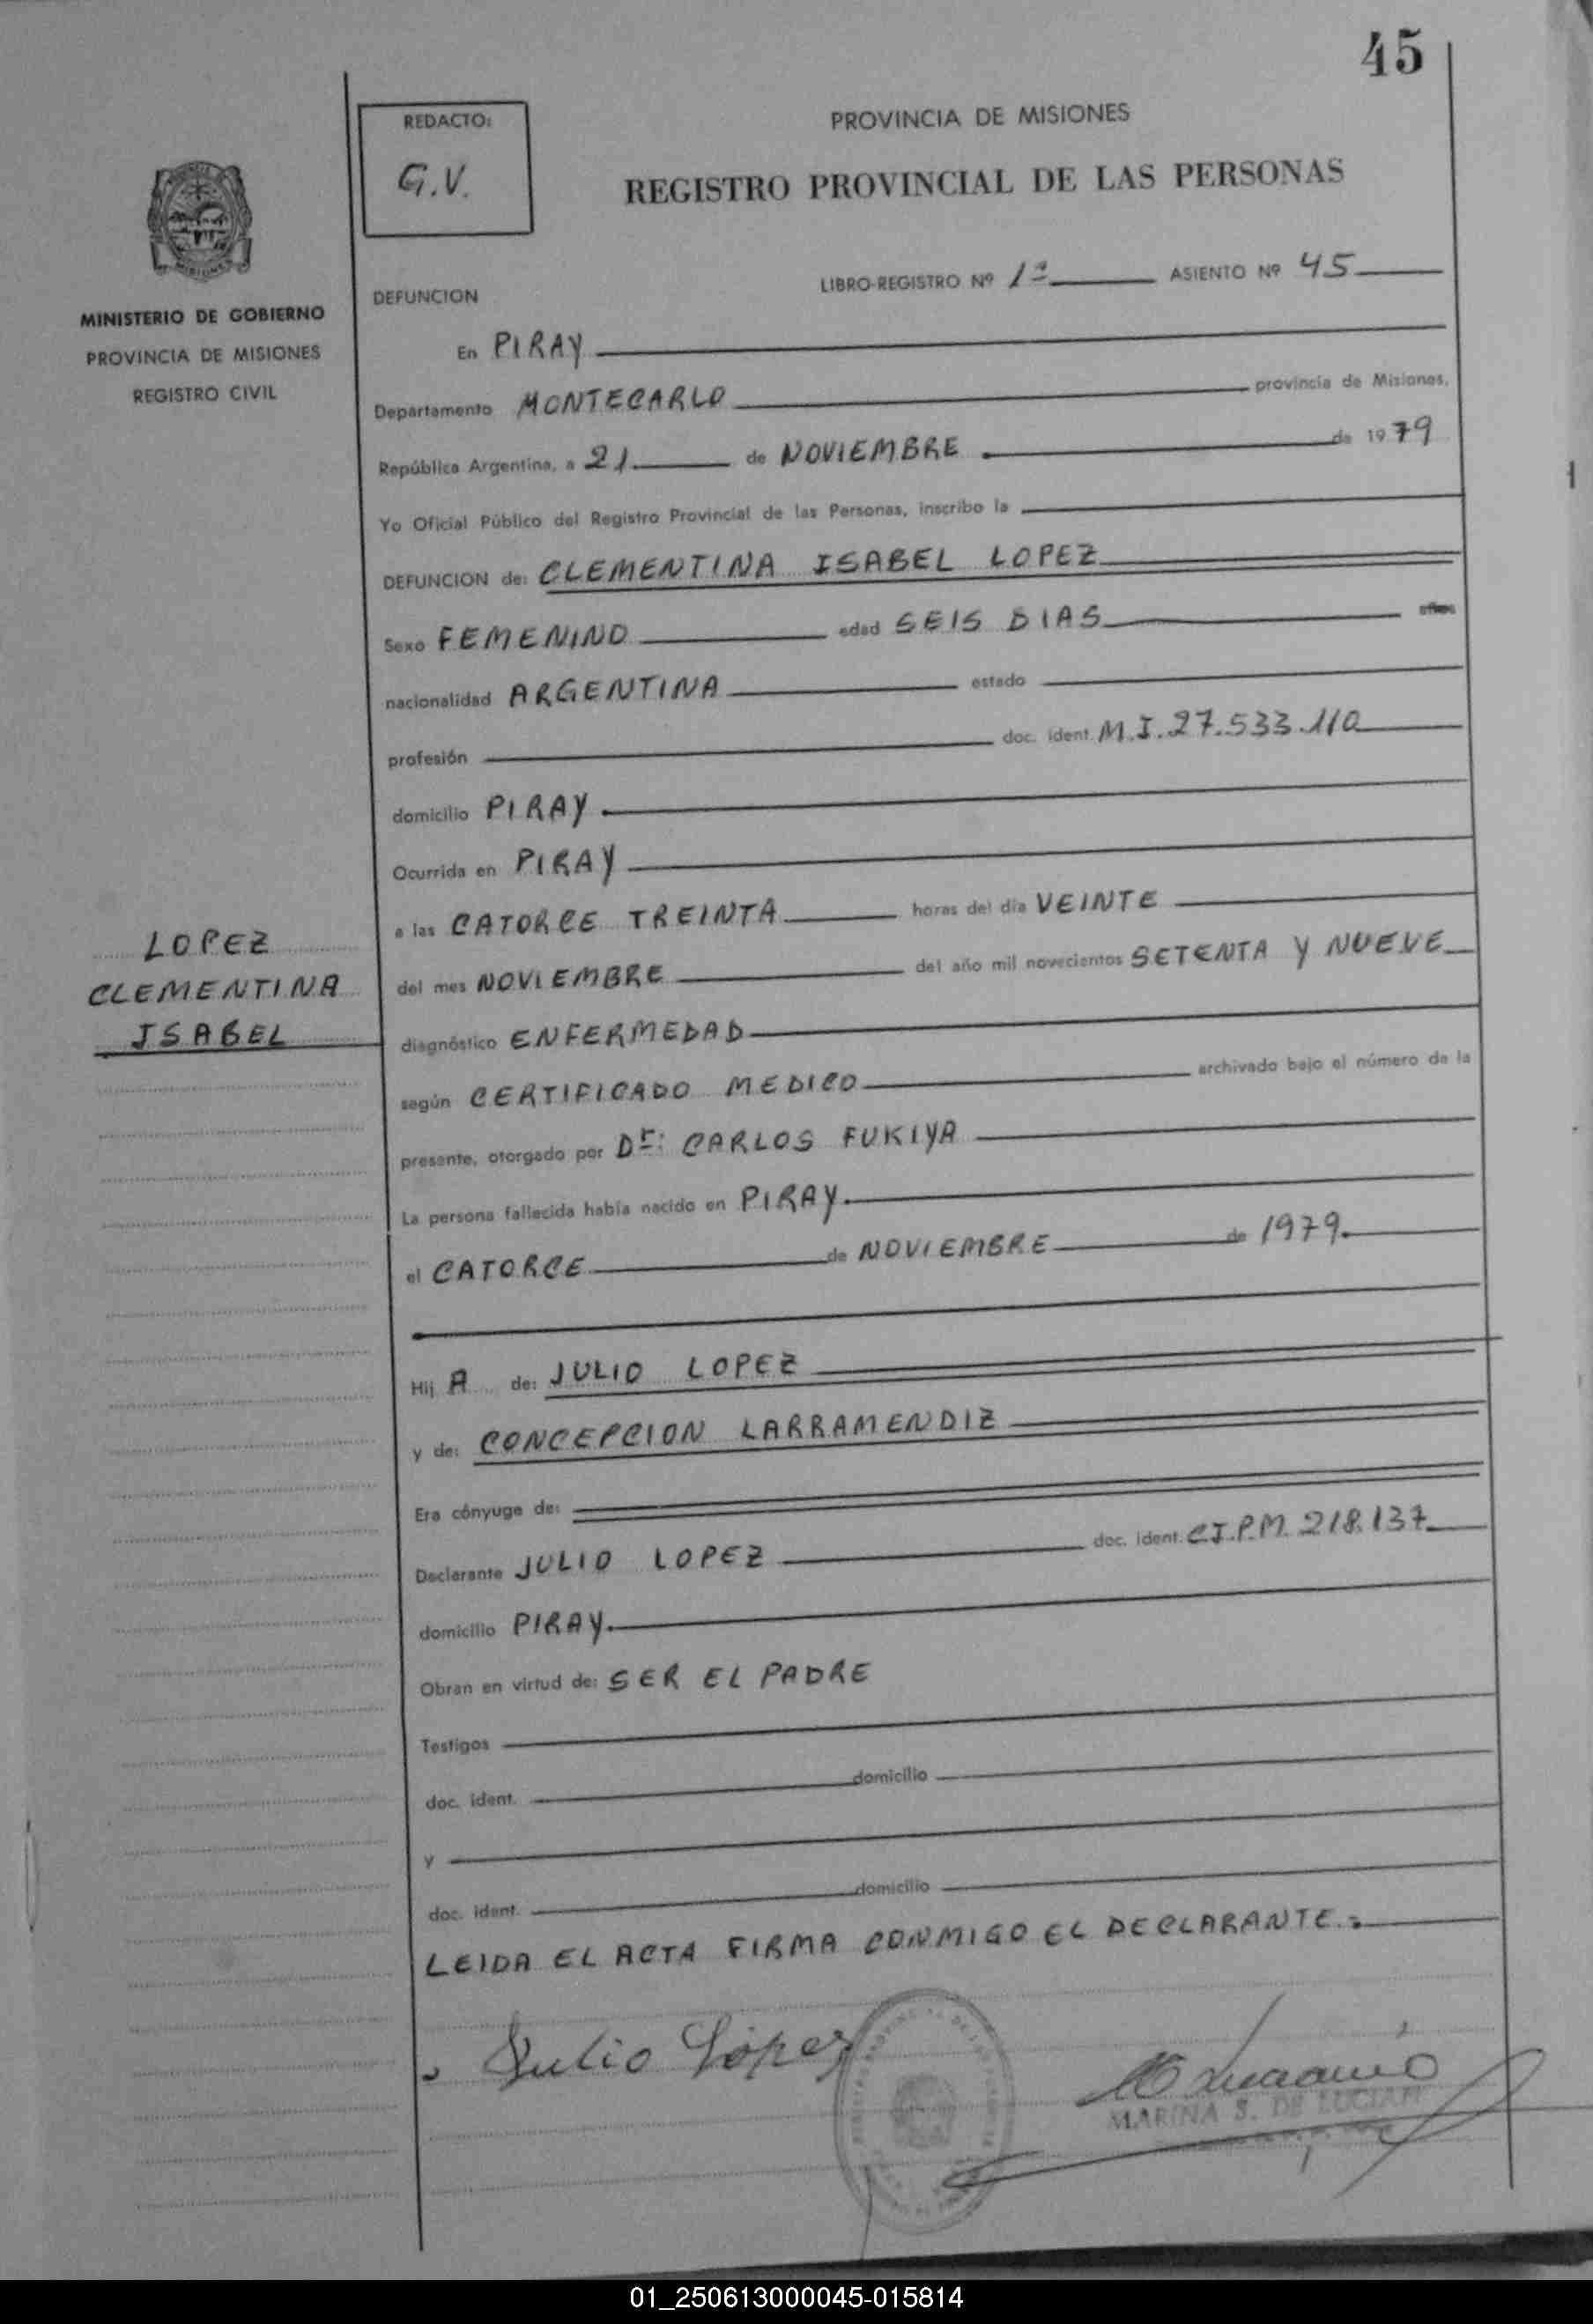 45
REDACTO:
G.V.
PROVINCIA DE MISIONES
REGISTRO PROVINCIAL DE LAS PERSONAS
MISIONES
MINISTERIO DE GOBIERNO
PROVINCIA DE MISIONES
REGISTRO CIVIL
LIBRO-REGISTRO Nº 1º ASIENTO Nº 45
DEFUNCION
En PIRAY
Departamento MONTECARLO provincia de Misiones,
República Argentina, a 21 de NOVIEMBRE de 1979
Yo Oficial Público del Registro Provincial de las Personas, inscribo la
DEFUNCION de: CLEMENTINA ISABEL LOPEZ
Sexo FEMENINO edad SEIS DIAS años
nacionalidad ARGENTINA estado
profesión doc. ident. M.I. 27.533.110
domicilio PIRAY
Ocurrida en PIRAY
a las CATORCE TREINTA horas del día VEINTE
del mes NOVIEMBRE del año mil novecientos SETENTA Y NUEVE
LOPEZ
CLEMENTINA
ISABEL
diagnóstico ENFERMEDAD
según CERTIFICADO MEDICO archivado bajo el número de la
presente, otorgado por Dr: CARLOS FUKIYA
La persona fallecida había nacido en PIRAY
el CATORCE de NOVIEMBRE de 1979.
Hij A de: JULIO LOPEZ
y de: CONCEPCION LARRAMENDIZ
Era cónyuge de:
Declarante JULIO LOPEZ doc. ident. C.I.P.M. 218.137
domicilio PIRAY.
Obran en virtud de: SER EL PADRE
Testigos
doc. ident. domicilio
y
doc. ident. domicilio
LEIDA EL ACTA FIRMA CONMIGO EL DECLARANTE.=
Julio López
MARINA S. DE
01_250613000045-015814